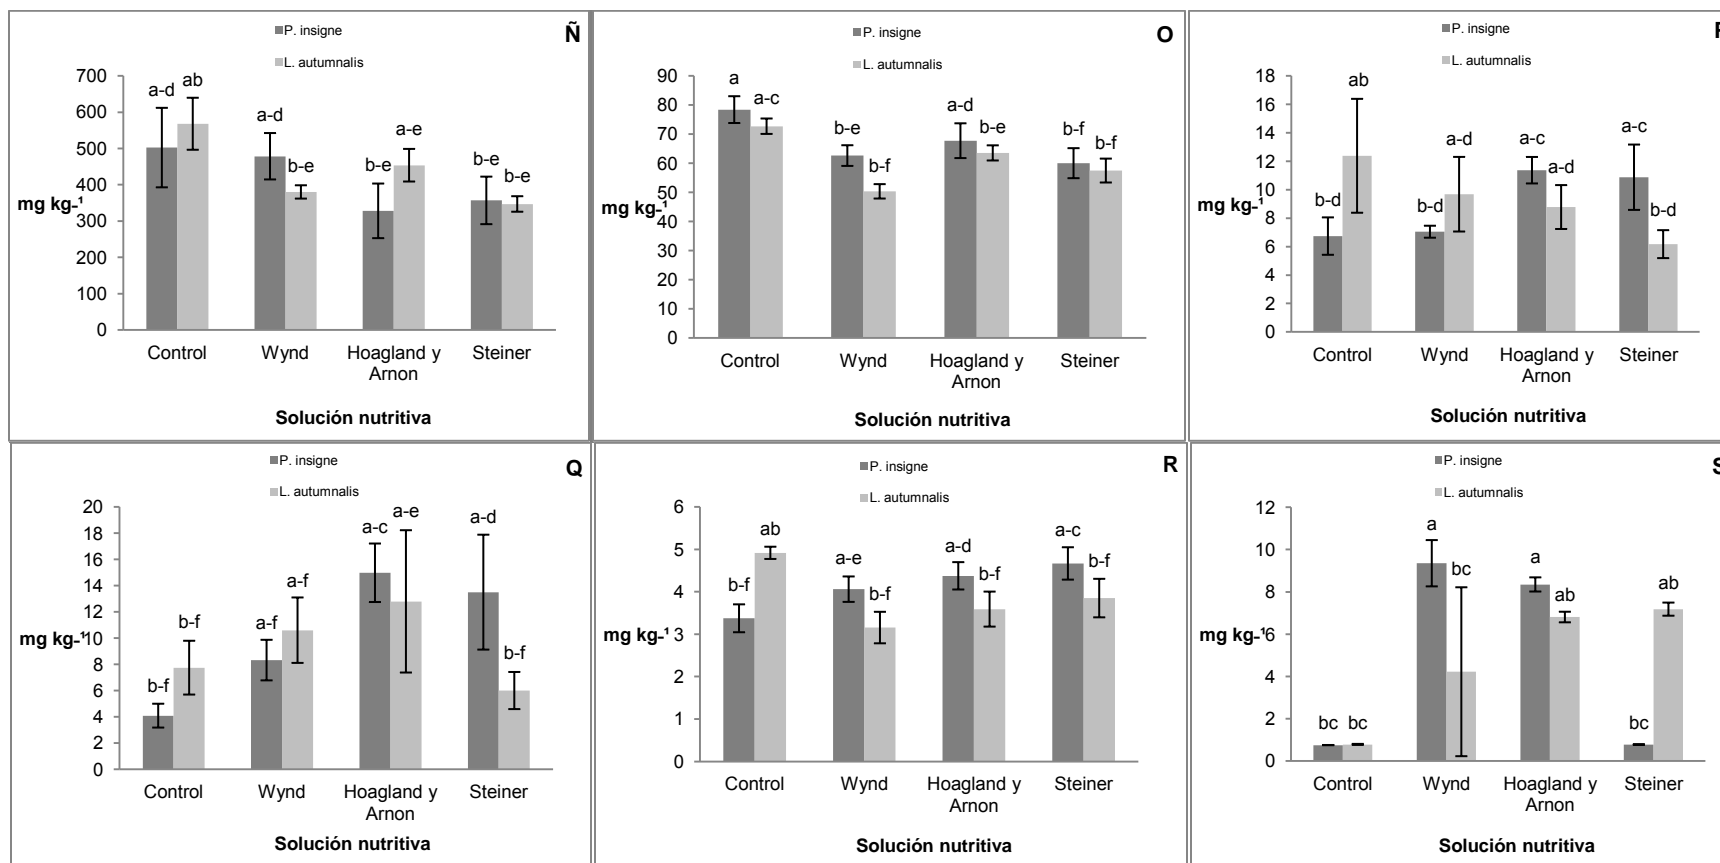 P. insigne
Ñ
L. autumnalis
700
600
500
400
300
200
100
0
mg kg-¹
a-d
ab
a-d
b-e
b-e
a-e
b-e
b-e
Control
Wynd
Hoagland y
Arnon
Steiner
Solución nutritiva
P. insigne
O
L. autumnalis
90
80
70
60
50
40
30
20
10
0
mg kg-¹
a
a-c
b-e
b-f
a-d
b-e
b-f
b-f
Control
Wynd
Hoagland y
Arnon
Steiner
Solución nutritiva
P. insigne
L. autumnalis
18
16
14
12
10
8
6
4
2
0
mg kg-¹
b-d
ab
b-d
a-d
a-c
a-d
a-c
b-d
Control
Wynd
Hoagland y
Arnon
Steiner
Solución nutritiva
P. insigne
Q
L. autumnalis
20
18
16
14
12
10
8
6
4
2
0
mg kg-¹
b-f
b-f
a-f
a-f
a-c
a-e
a-d
b-f
Control
Wynd
Hoagland y
Arnon
Steiner
Solución nutritiva
P. insigne
R
L. autumnalis
6
5
4
3
2
1
0
mg kg-¹
b-f
ab
a-e
b-f
a-d
b-f
a-c
b-f
Control
Wynd
Hoagland y
Arnon
Steiner
Solución nutritiva
P. insigne
S
L. autumnalis
12
10
8
6
4
2
0
mg kg-¹
bc
bc
a
bc
a
ab
bc
ab
Control
Wynd
Hoagland y
Arnon
Steiner
Solución nutritiva